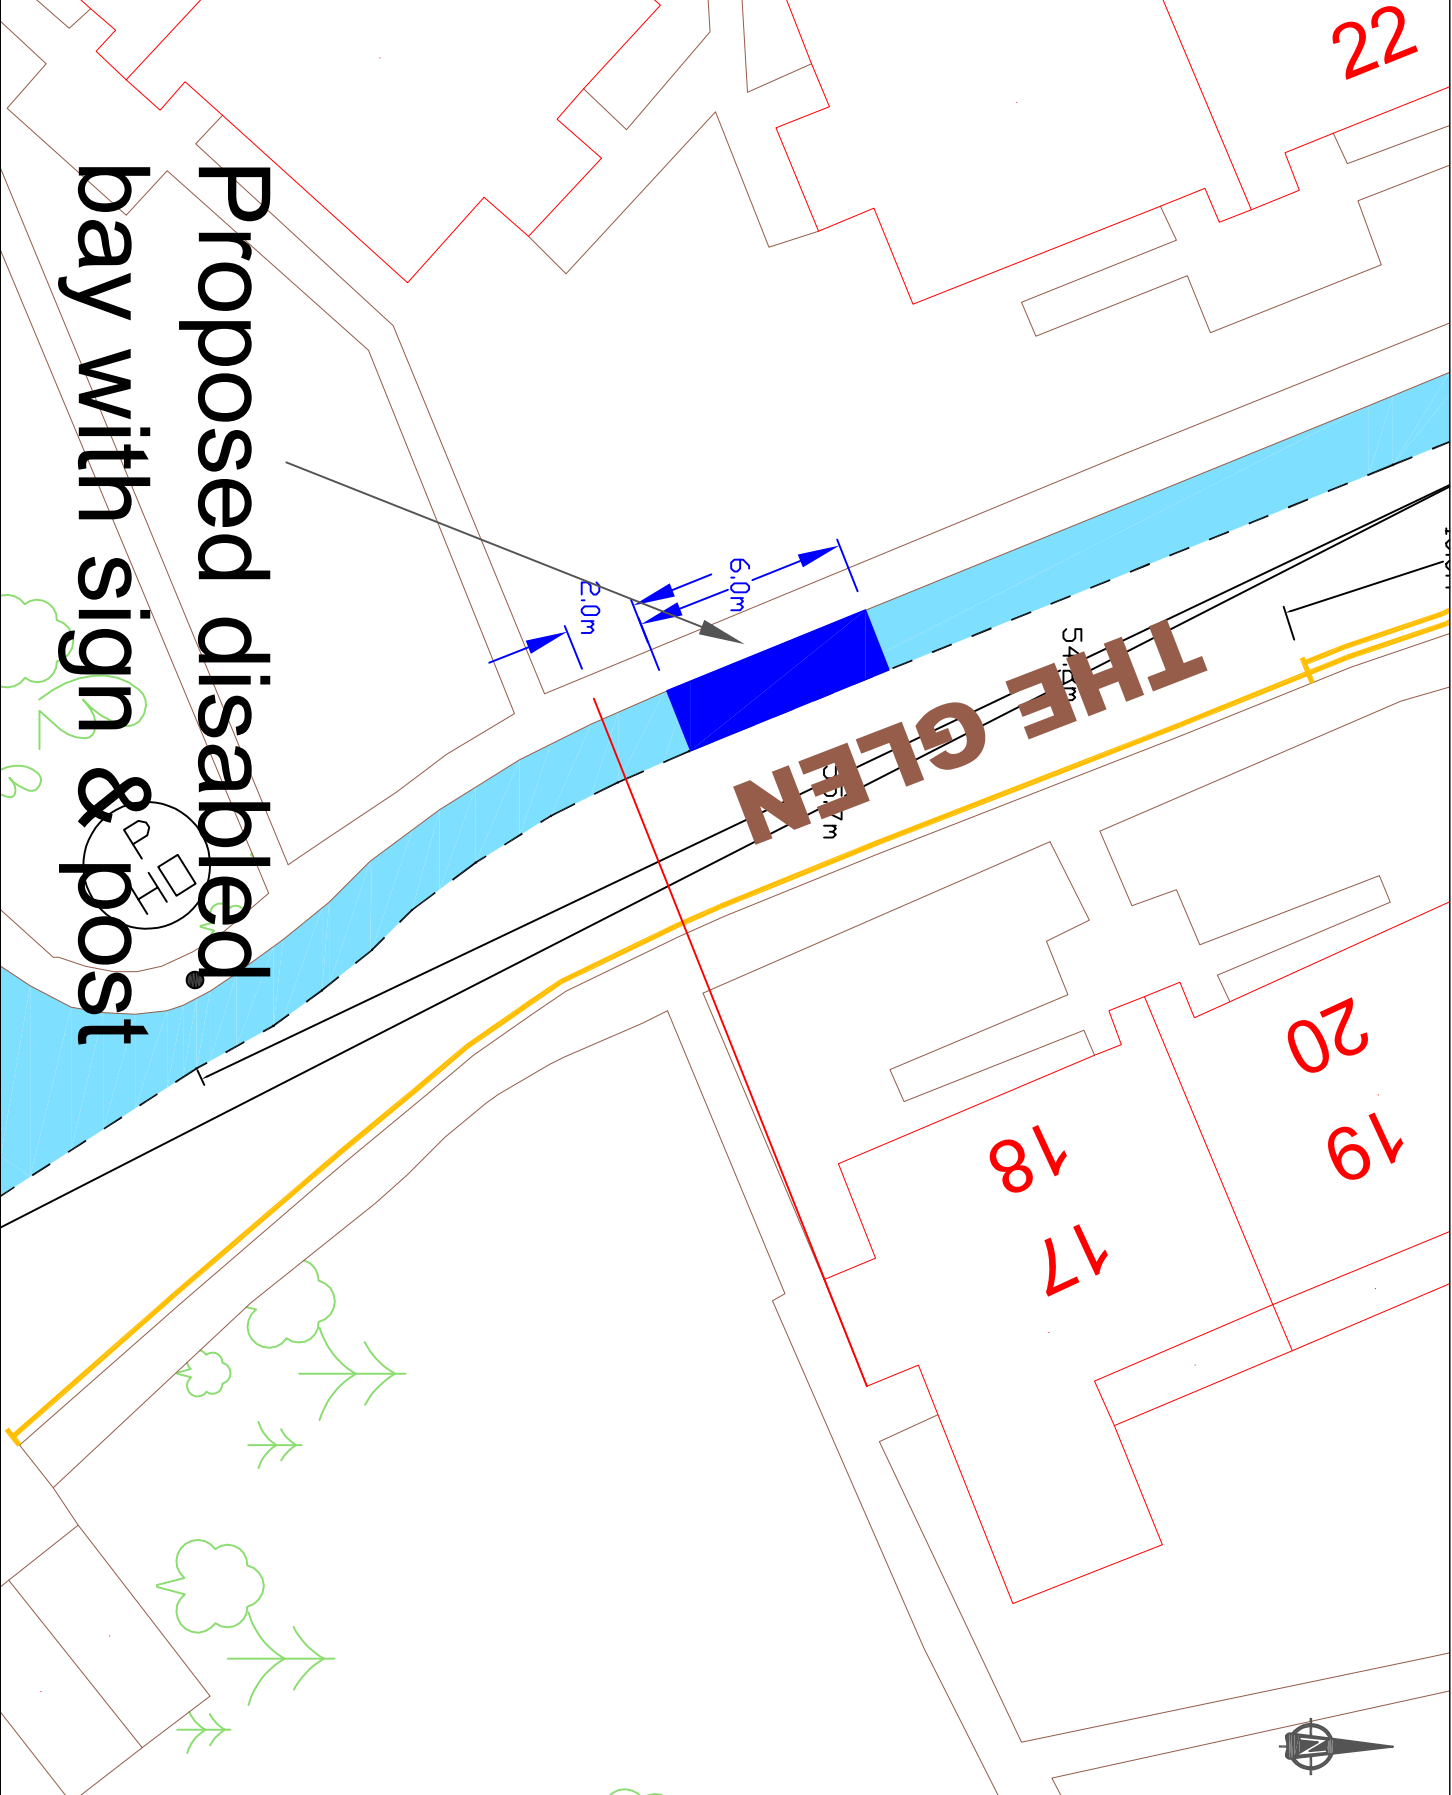 Proposed disabled
bay with sign & post
6.0m
2.0m
THE GLEN
22
20
19
18
17
N